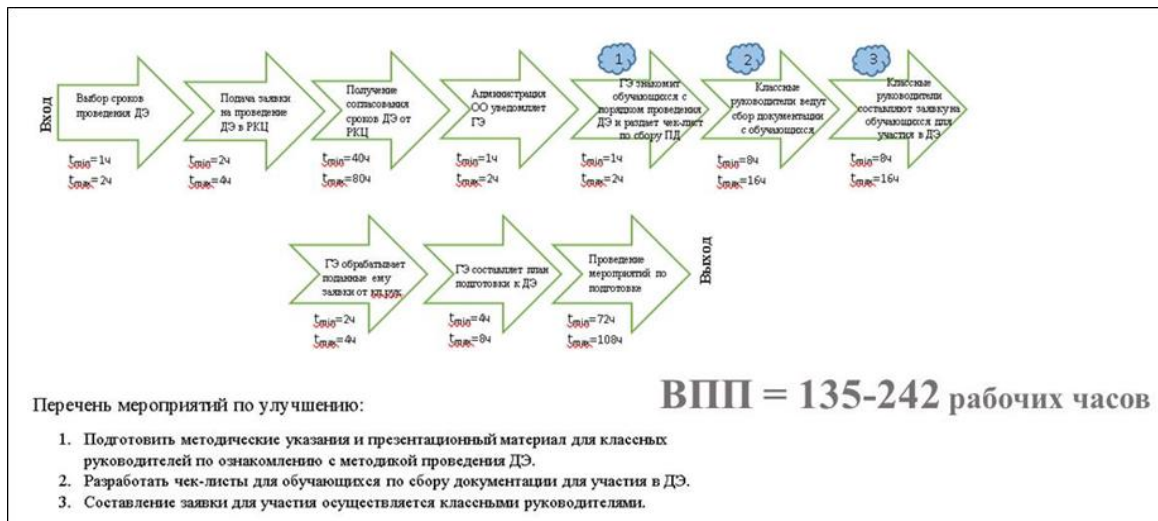 Вход
Выбор сроков
проведения ДЭ
tmin=1ч
tmax=2ч
Подача заявки
на проведение
ДЭ в РКЦ
tmin=2ч
tmax=4ч
Получение
согласования
сроков ДЭ от
РКЦ
tmin=40ч
tmax=80ч
Администрация
ОО уведомляет
ГЭ
tmin=1ч
tmax=2ч
1
ГЭ знакомит
обучающихся с
порядком проведения
ДЭ и раздает чек-лист
по сбору ПД
tmin=1ч
tmax=2ч
2
Классные
руководители ведут
сбор документации
с обучающихся
tmin=8ч
tmax=16ч
3
Классные
руководители
составляют заявку на
обучающихся для
участия в ДЭ
tmin=8ч
tmax=16ч
ГЭ обрабатывает
поданные ему
заявки от кл.рук
tmin=2ч
tmax=4ч
ГЭ составляет план
подготовки к ДЭ
tmin=4ч
tmax=8ч
Проведение
мероприятий по
подготовке
tmin=72ч
tmax=108ч
Выход
ВПП = 135-242 рабочих часов
Перечень мероприятий по улучшению:
1. Подготовить методические указания и презентационный материал для классных
руководителей по ознакомлению с методикой проведения ДЭ.
2. Разработать чек-листы для обучающихся по сбору документации для участия в ДЭ.
3. Составление заявки для участия осуществляется классными руководителями.